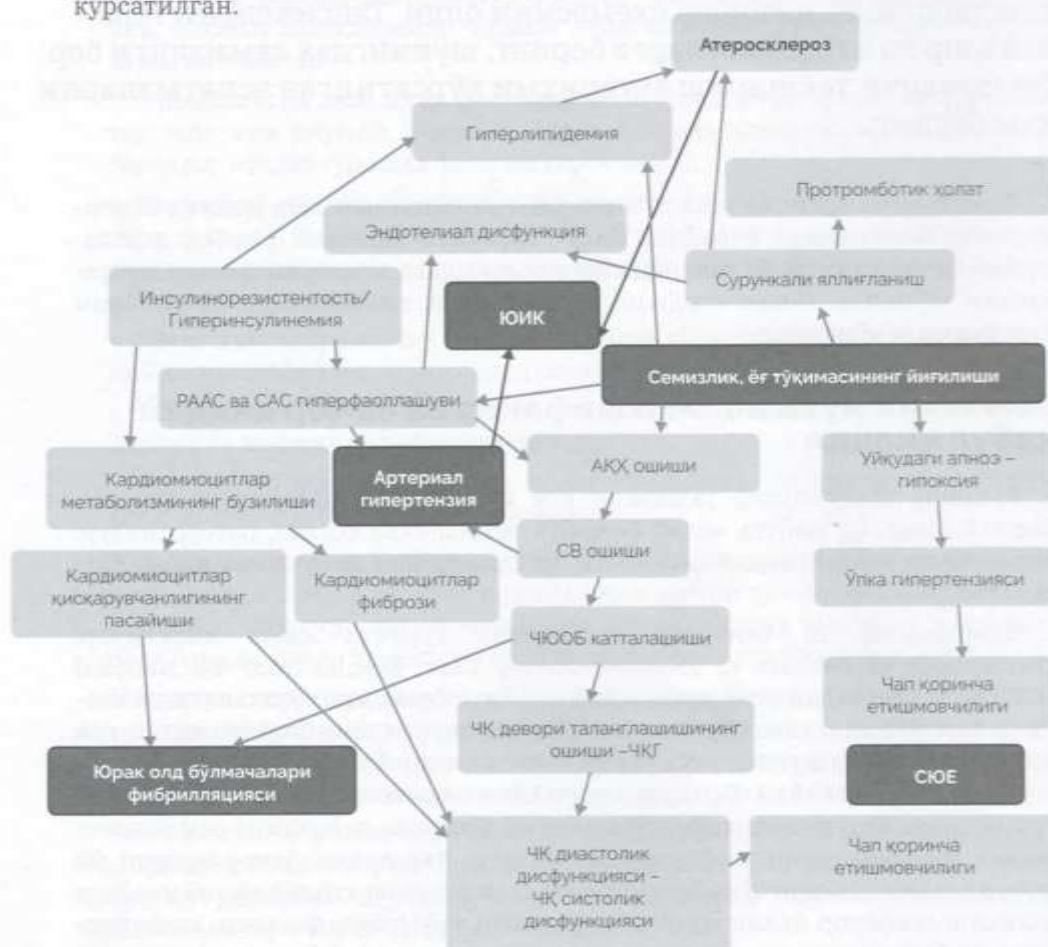 кўрсатилган.
Атеросклероз
Гиперлипидемия
Протромботик ҳолат
Эндотелиал дисфункция
Сурункали яллиғланиш
Инсулинорезистентость/
Гиперинсулинемия
ЮИК
Семизлик, ёғ тўқимасининг йиғилиши
РААС ва САС гиперфаоллашуви
Кардиомиоцитлар
метаболизмининг бузилиши
Артериал
гипертензия
АҚҲ ошиши
Уйқудаги апноэ –
гипоксия
СВ ошиши
Кардиомиоцитлар
қисқарувчанлигининг
пасайиши
Кардиомиоцитлар
фибрози
Ўпка гипертензияси
ЧЮОБ катталашиши
Чап қоринча
етишмовчилиги
ЧҚ девори таранглашишининг
ошиши –ЧҚГ
Юрак олд бўлмачалари
фибрилляцияси
СЮЕ
ЧҚ диастолик
дисфункцияси –
ЧҚ систолик
дисфункцияси
Чап қоринча
етишмовчилиги